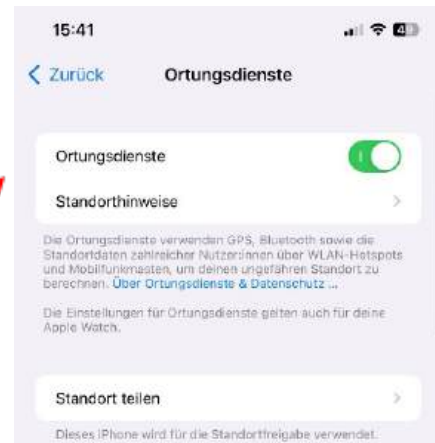 15:41
Zurück Ortungsdienste
Ortungsdienste
Standorthinweise
Die Ortungsdienste verwenden GPS, Bluetooth sowie die
Standortdaten zahlreicher Nutzer:innen über WLAN-Hotspots
und Mobilfunkmasten, um deinen ungefähren Standort zu
berechnen. Über Ortungsdienste & Datenschutz ...
Die Einstellungen für Ortungsdienste gelten auch für deine
Apple Watch.
Standort teilen
Dieses iPhone wird für die Standortfreigabe verwendet.